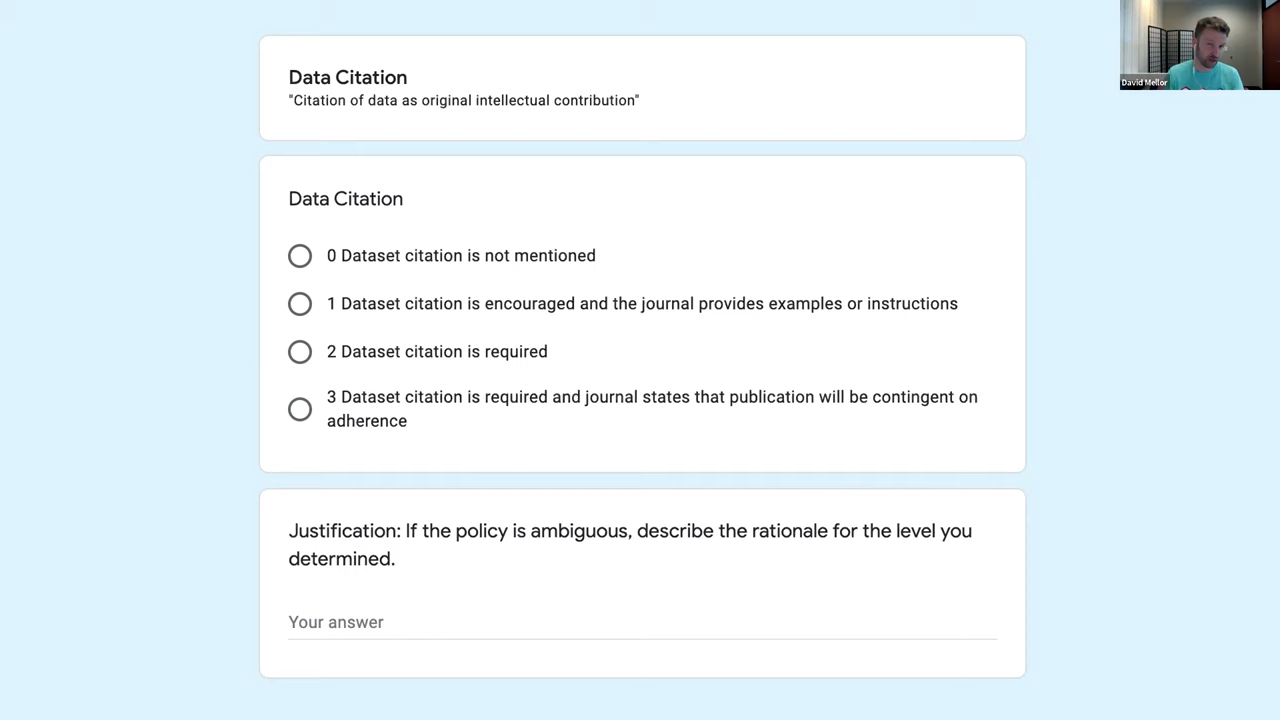 Data Citation
"Citation of data as original intellectual contribution"
David Mellor
Data Citation
0 Dataset citation is not mentioned
1 Dataset citation is encouraged and the journal provides examples or instructions
2 Dataset citation is required
3 Dataset citation is required and journal states that publication will be contingent on
adherence
Justification: If the policy is ambiguous, describe the rationale for the level you
determined.
Your answer